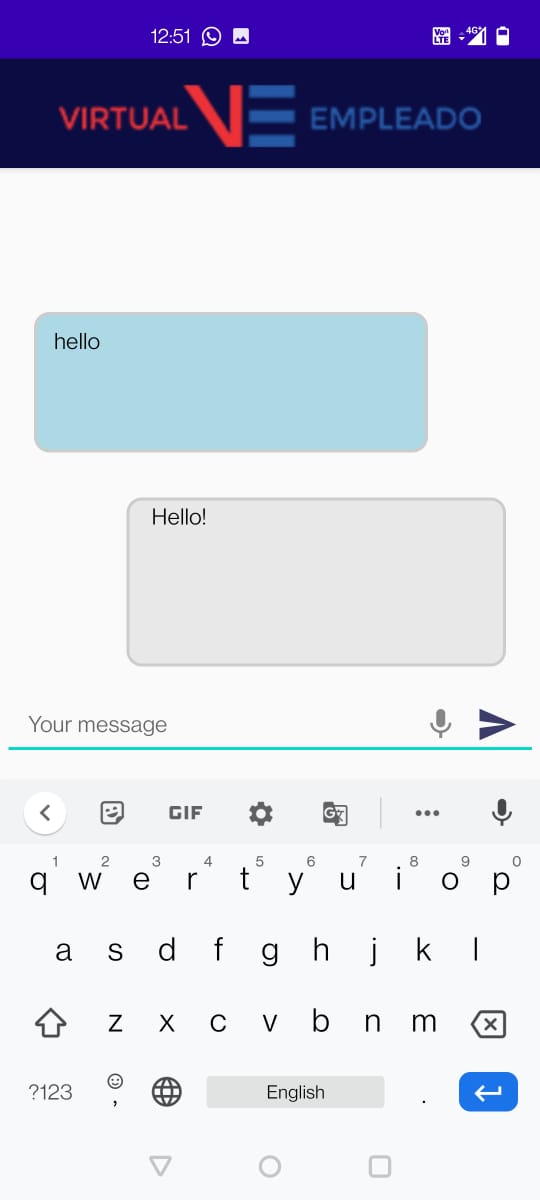 12:51 Vo)) LTE 4G+
VIRTUAL VE EMPLEADO
hello
Hello!
Your message
GIF G
1 2 3 4 5 6 7 8 9 0
q w e r t y u i o p
a s d f g h j k l
z x c v b n m
?123 , English .